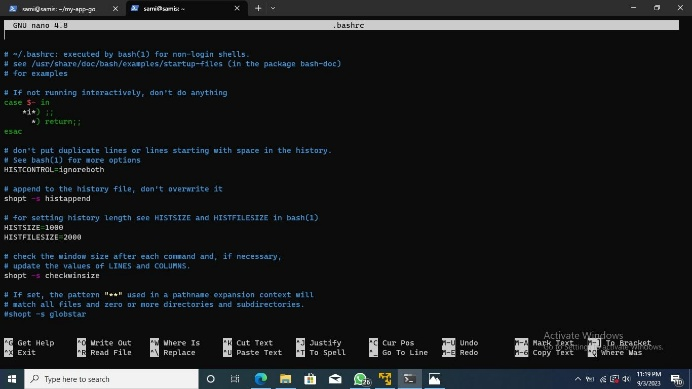 sami@samis: ~/my-app-go
sami@samis: ~
GNU nano 4.8
.bashrc
# ~/.bashrc: executed by bash(1) for non-login shells.
# see /usr/share/doc/bash/examples/startup-files (in the package bash-doc)
# for examples
# If not running interactively, don't do anything
case $- in
*i*) ;;
*) return;;
esac
# don't put duplicate lines or lines starting with space in the history.
# See bash(1) for more options
HISTCONTROL=ignoreboth
# append to the history file, don't overwrite it
shopt -s histappend
# for setting history length see HISTSIZE and HISTFILESIZE in bash(1)
HISTSIZE=1000
HISTFILESIZE=2000
# check the window size after each command and, if necessary,
# update the values of LINES and COLUMNS.
shopt -s checkwinsize
# If set, the pattern "**" used in a pathname expansion context will
# match all files and zero or more directories and subdirectories.
#shopt -s globstar
Activate Windows
Go to Settings to activate Windows.
^G Get Help ^O Write Out ^W Where Is ^K Cut Text ^J Justify ^C Cur Pos M-U Undo M-A Mark Text M-] To Bracket
^X Exit ^R Read File ^\ Replace ^U Paste Text ^T To Spell ^_ Go To Line M-E Redo M-6 Copy Text ^Q Where Was
Type here to search
26
11:19 PM
9/3/2023